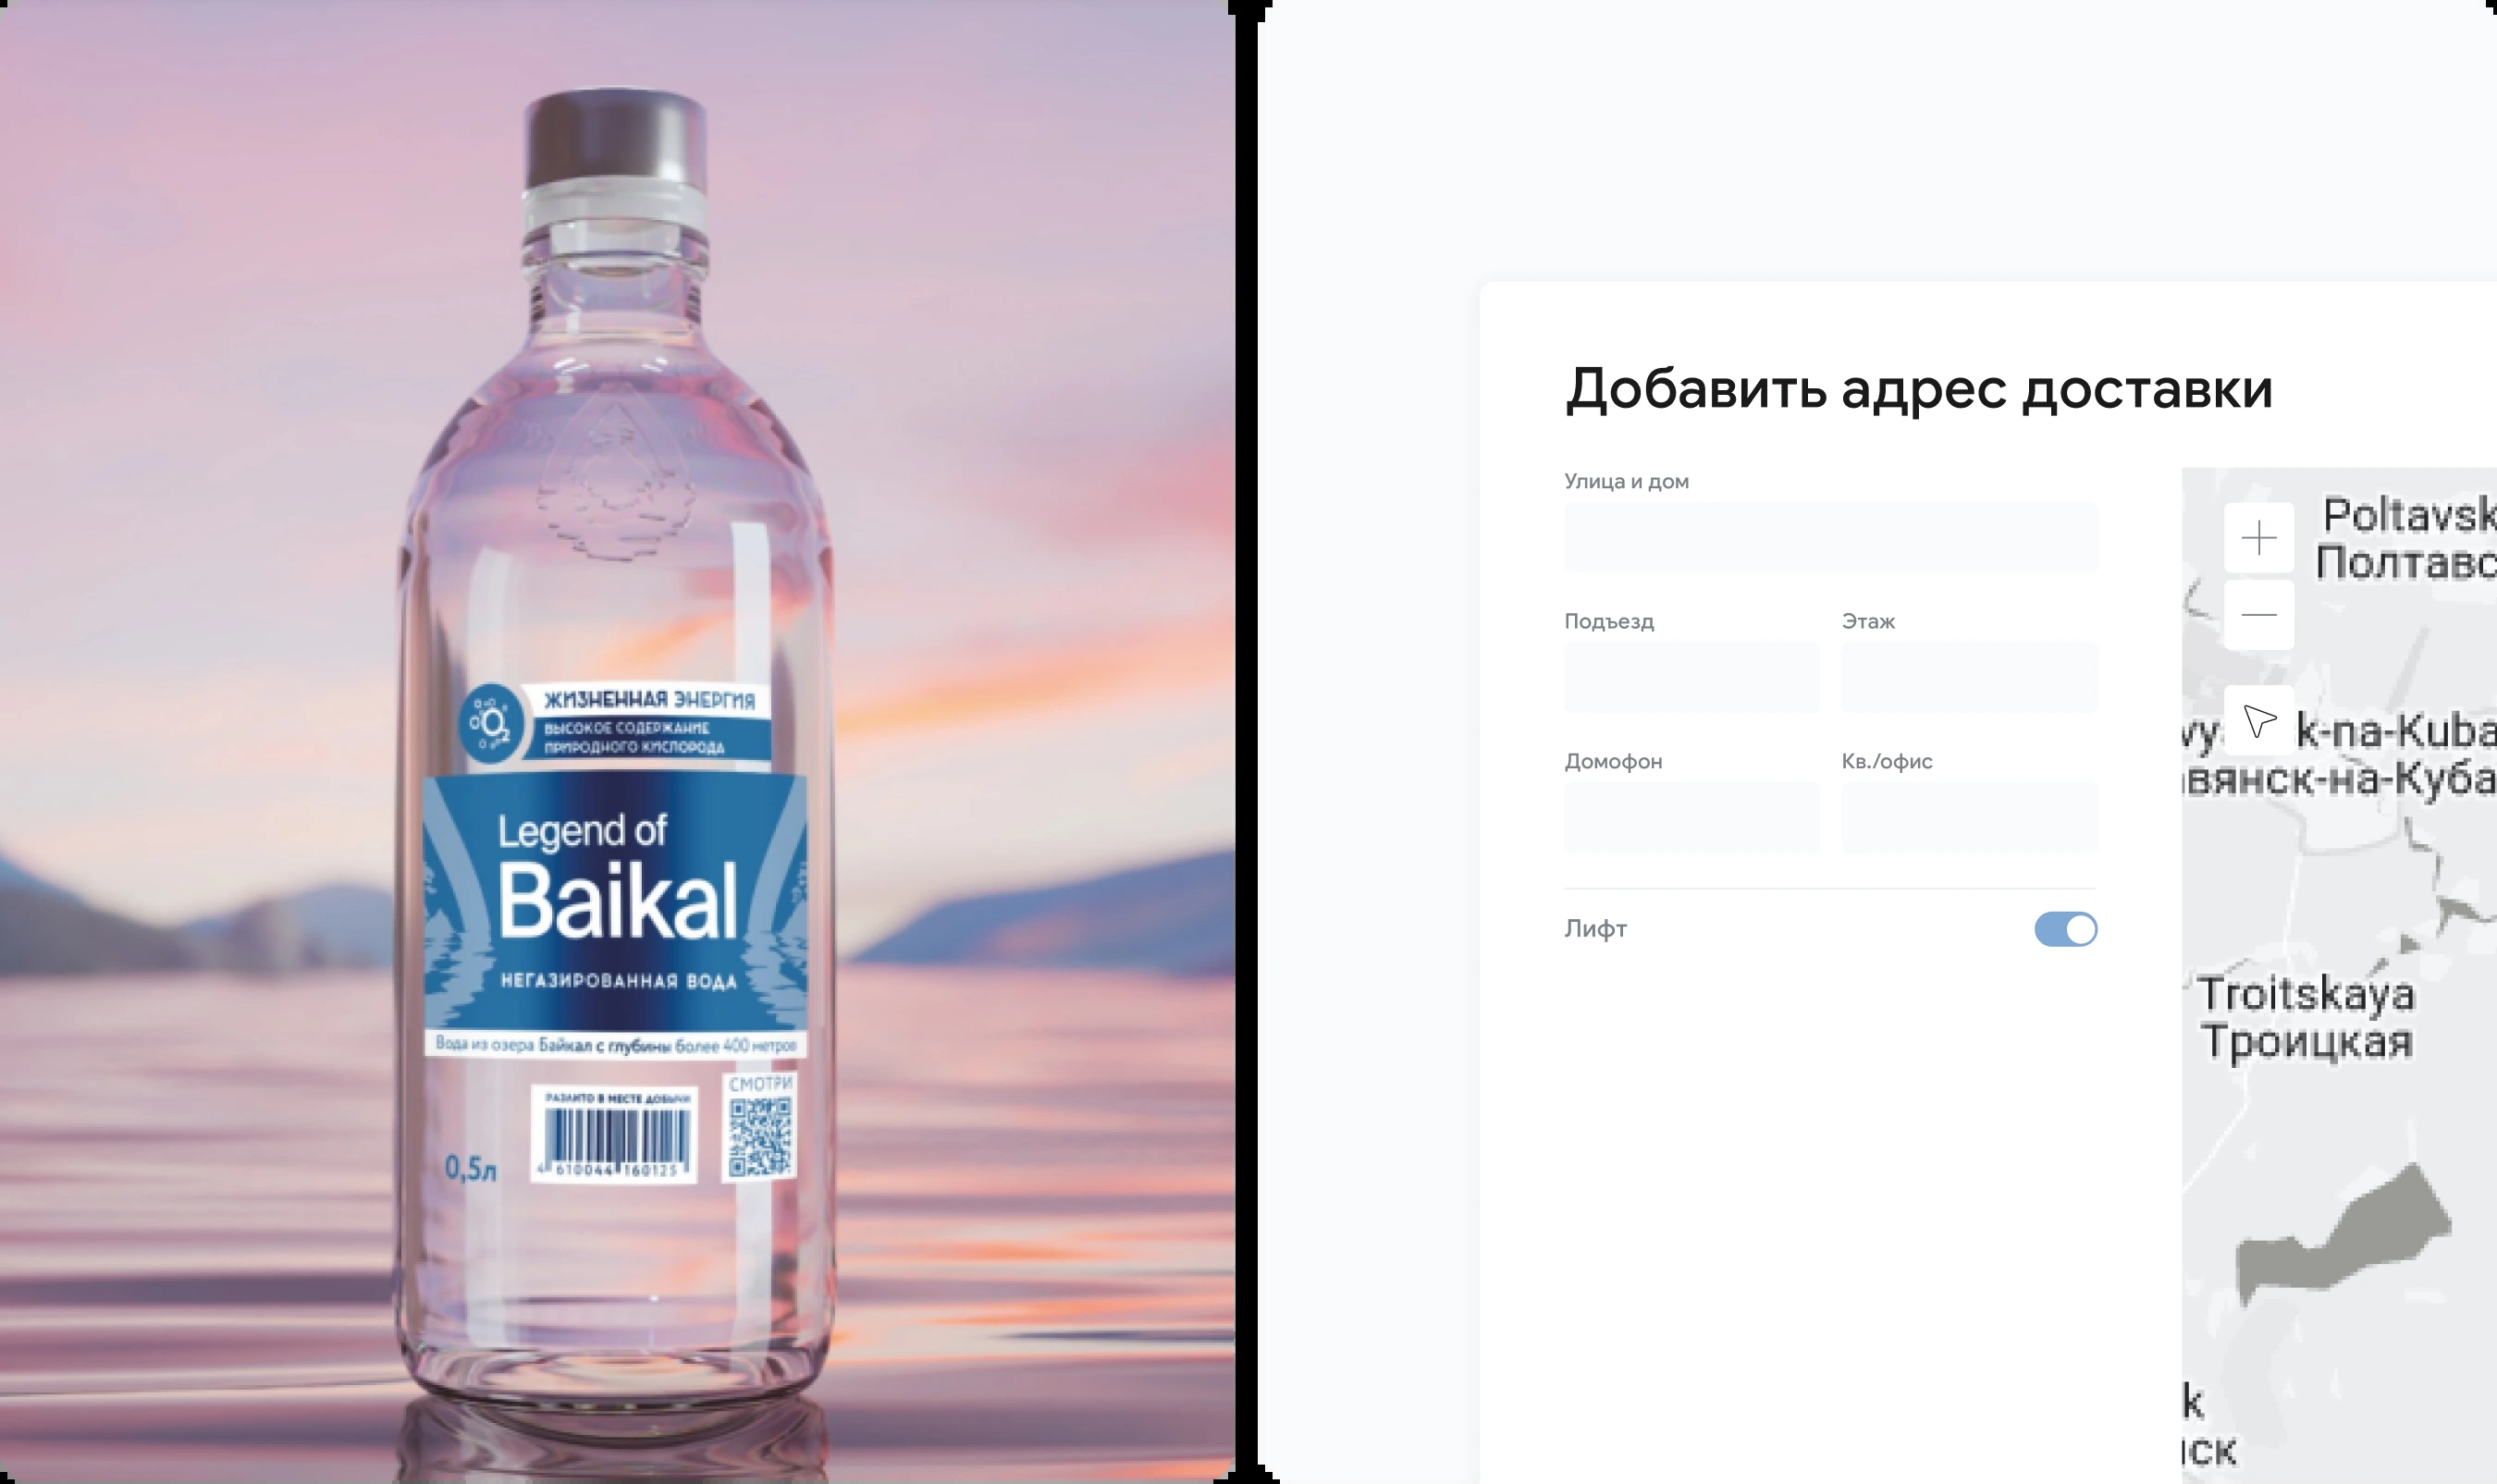 ЖИЗНЕННАЯ ЭНЕРГИЯ
ВЫСОКОЕ СОДЕРЖАНИЕ
ПРИРОДНОГО КИСЛОРОДА
O2
Legend of
Baikal
НЕГАЗИРОВАННАЯ ВОДА
Вода из озера Байкал с глубины более 400 метров
РАЗЛИТО В МЕСТЕ ДОБЫЧИ
СМОТРИ
4 610044 160125
0,5л
Добавить адрес доставки
Улица и дом
Подъезд
Этаж
Домофон
Кв./офис
Лифт
Poltavsk
Полтавс
k-na-Kuba
вянск-на-Куба
Troitskaya
Троицкая
k
ск